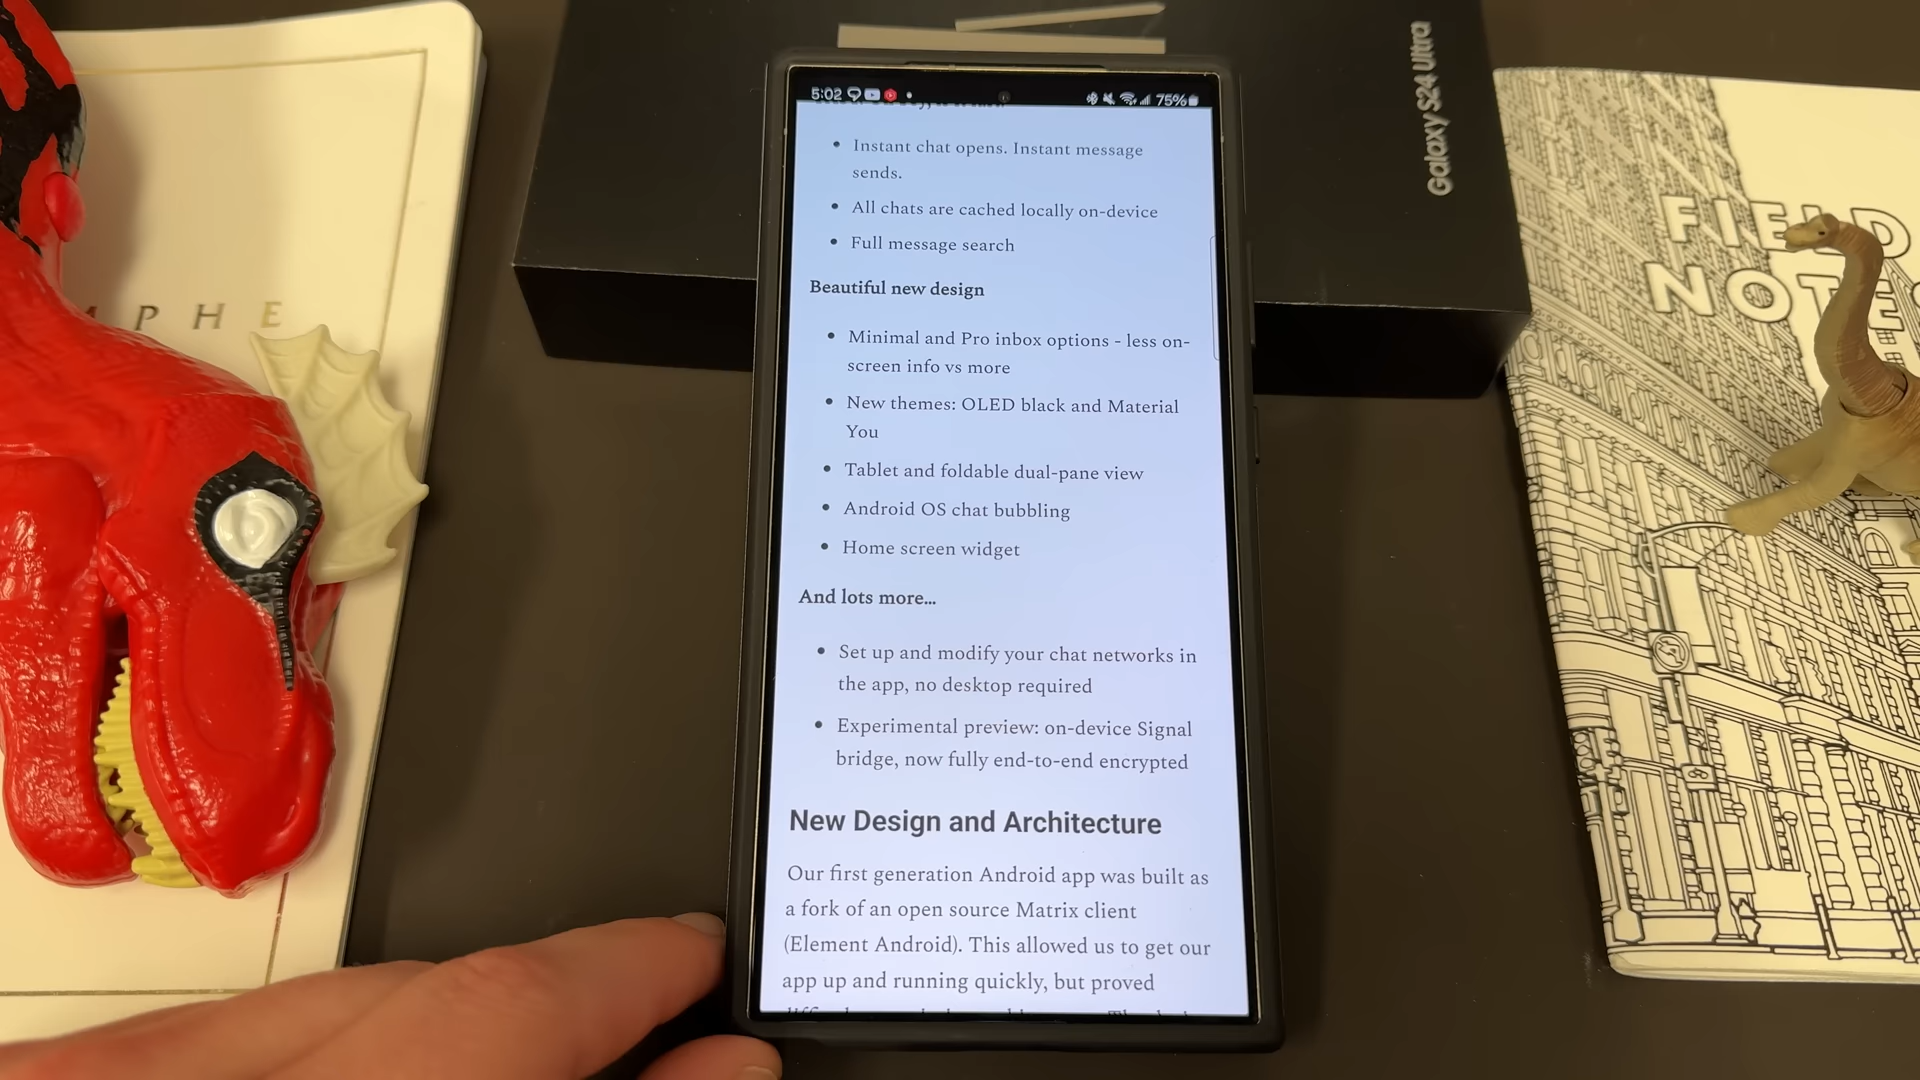 MPHE
Galaxy S24 Ultra
FIELD
NOTES
5:02
75%
Instant chat opens. Instant message
sends.
All chats are cached locally on-device
Full message search
Beautiful new design
Minimal and Pro inbox options - less on-
screen info vs more
New themes: OLED black and Material
You
Tablet and foldable dual-pane view
Android OS chat bubbling
Home screen widget
And lots more...
Set up and modify your chat networks in
the app, no desktop required
Experimental preview: on-device Signal
bridge, now fully end-to-end encrypted
New Design and Architecture
Our first generation Android app was built as
a fork of an open source Matrix client
(Element Android). This allowed us to get our
app up and running quickly, but proved